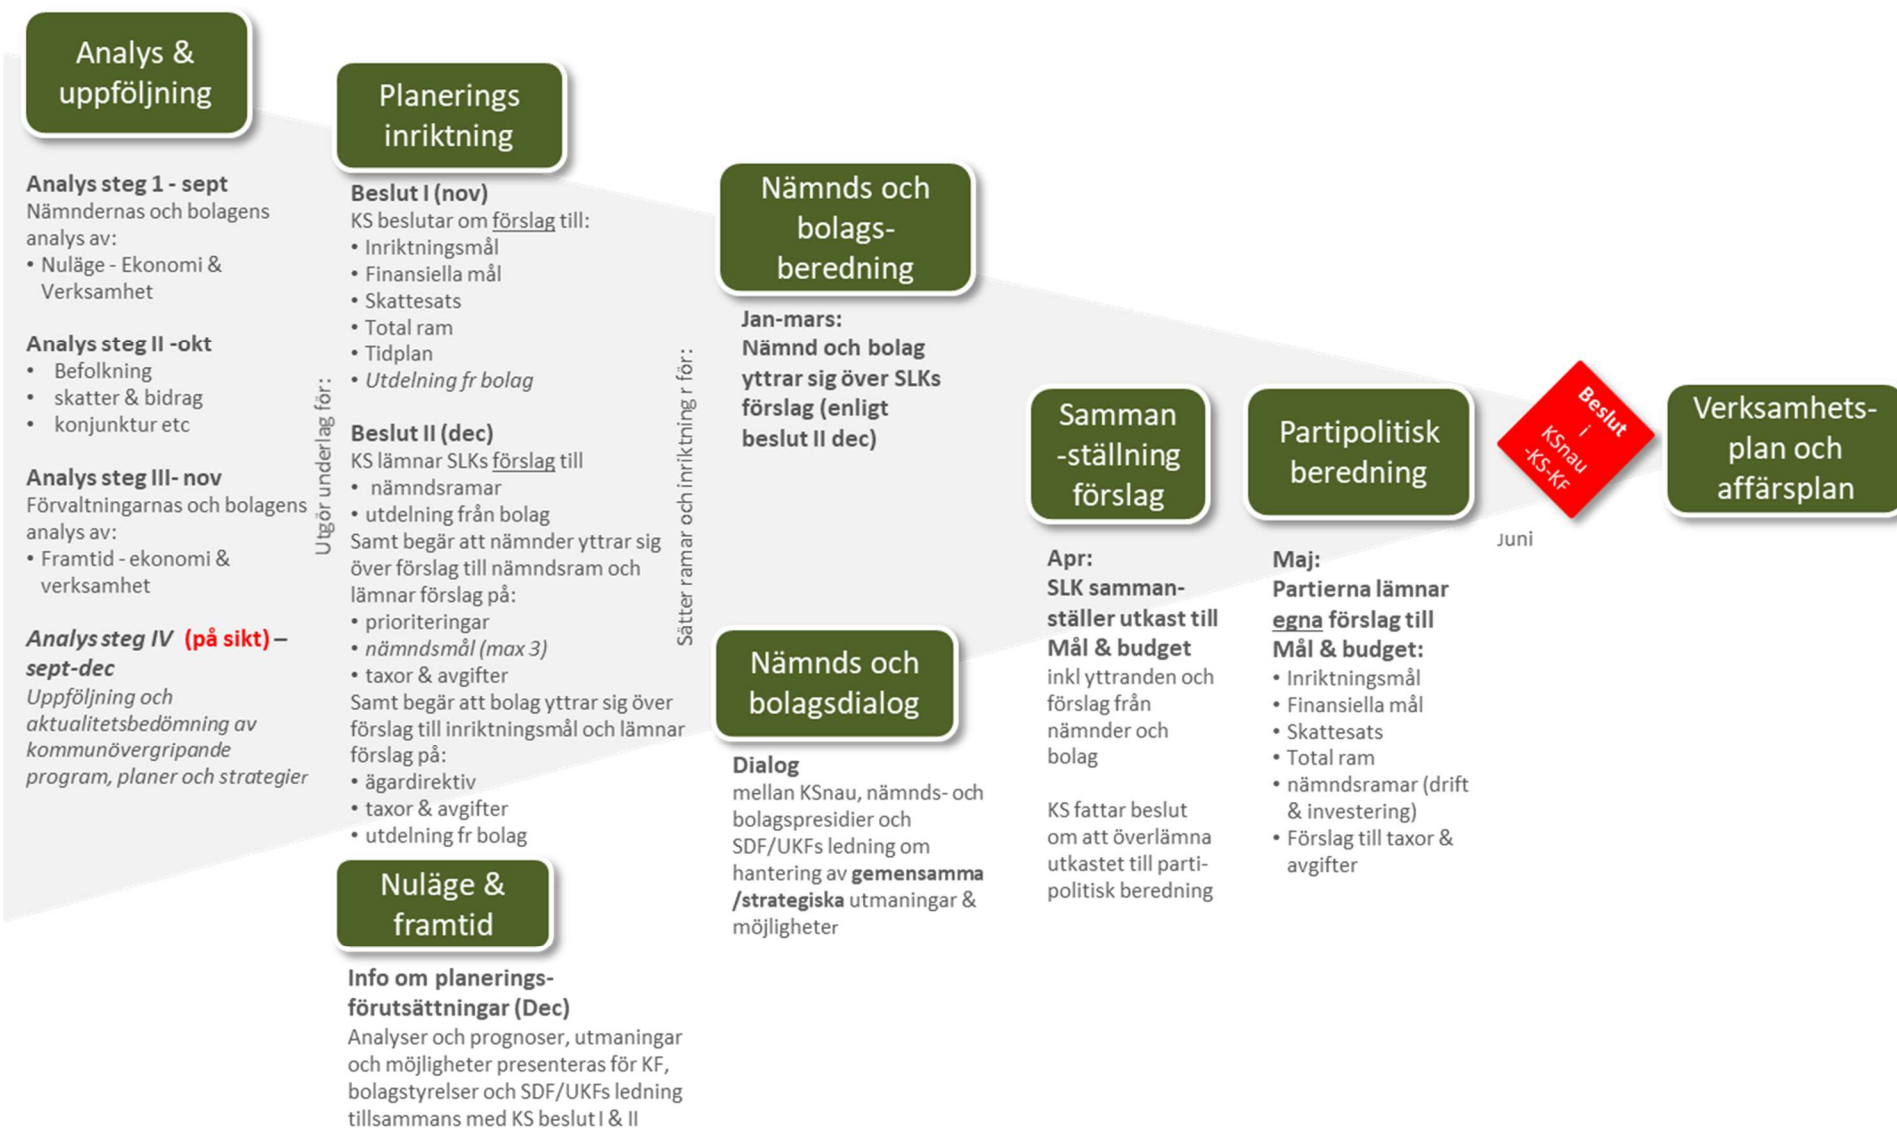 Analys &
uppföljning
Analys steg 1 - sept
Nämndernas och bolagens
analys av:
• Nuläge - Ekonomi &
Verksamhet
Analys steg II -okt
• Befolkning
• skatter & bidrag
• konjunktur etc
Analys steg III- nov
Förvaltningarnas och bolagens
analys av:
• Framtid - ekonomi &
verksamhet
Analys steg IV (på sikt) –
sept-dec
Uppföljning och
aktualitetsbedömning av
kommunövergripande
program, planer och strategier
Utgör underlag för:
Planerings
inriktning
Beslut I (nov)
KS beslutar om förslag till:
• Inriktningsmål
• Finansiella mål
• Skattesats
• Total ram
• Tidplan
• Utdelning fr bolag
Beslut II (dec)
KS lämnar SLKs förslag till
• nämndsramar
• utdelning från bolag
Samt begär att nämnder yttrar sig
över förslag till nämndsram och
lämnar förslag på:
• prioriteringar
• nämndsmål (max 3)
• taxor & avgifter
Samt begär att bolag yttrar sig över
förslag till inriktningsmål och lämnar
förslag på:
• ägardirektiv
• taxor & avgifter
• utdelning fr bolag
Nuläge &
framtid
Info om planerings-
förutsättningar (Dec)
Analyser och prognoser, utmaningar
och möjligheter presenteras för KF,
bolagstyrelser och SDF/UKFs ledning
tillsammans med KS beslut I & II
Sätter ramar och inriktning r för:
Nämnds och
bolags-
beredning
Jan-mars:
Nämnd och bolag
yttrar sig över SLKs
förslag (enligt
beslut II dec)
Nämnds och
bolagsdialog
Dialog
mellan KSnau, nämnds- och
bolagspresidier och
SDF/UKFs ledning om
hantering av gemensamma
/strategiska utmaningar &
möjligheter
Samman
-ställning
förslag
Apr:
SLK samman-
ställer utkast till
Mål & budget
inkl yttranden och
förslag från
nämnder och
bolag
KS fattar beslut
om att överlämna
utkastet till parti-
politisk beredning
Partipolitisk
beredning
Maj:
Partierna lämnar
egna förslag till
Mål & budget:
• Inriktningsmål
• Finansiella mål
• Skattesats
• Total ram
• nämndsramar (drift
& investering)
• Förslag till taxor &
avgifter
Beslut
i
KSnau
-KS-KF
Juni
Verksamhets-
plan och
affärsplan